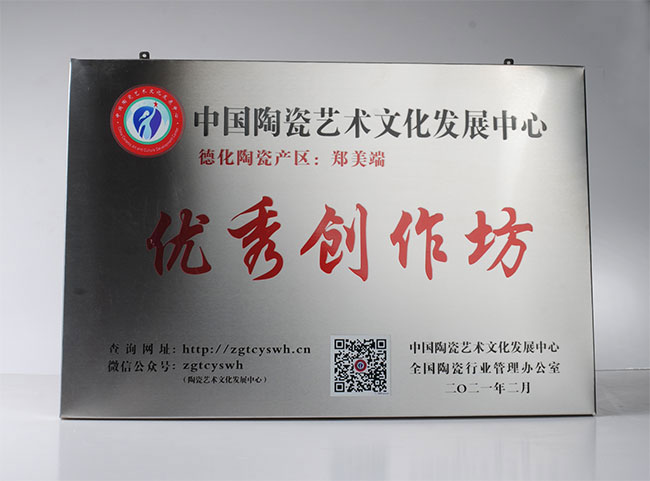 中国陶瓷艺术文化发展中心
德化陶瓷产区：郑美端
优秀创作坊
查询网址：http://zgtcyswh.cn
微信公众号：zgtcyswh
（陶瓷艺术文化发展中心）
中国陶瓷艺术文化发展中心
全国陶瓷行业管理办公室
二〇二一年二月